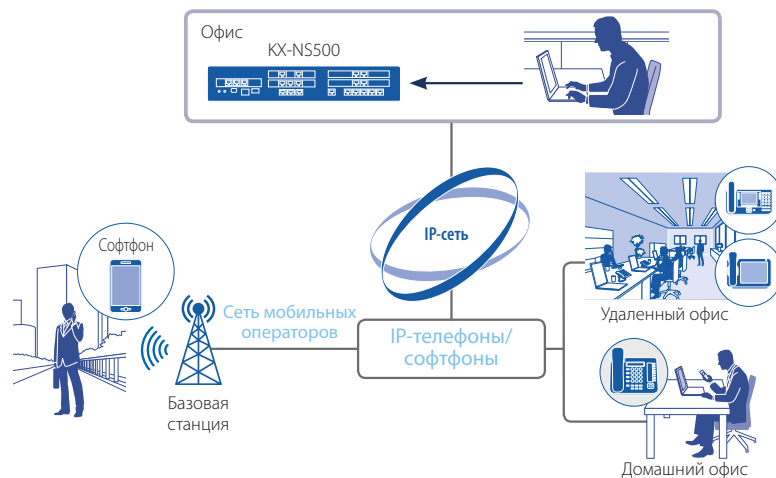 Офис
KX-NS500
IP-сеть
Софтфон
Сеть мобильных
операторов
IP-телефоны/
софтфоны
Удаленный офис
Базовая
станция
Домашний офис